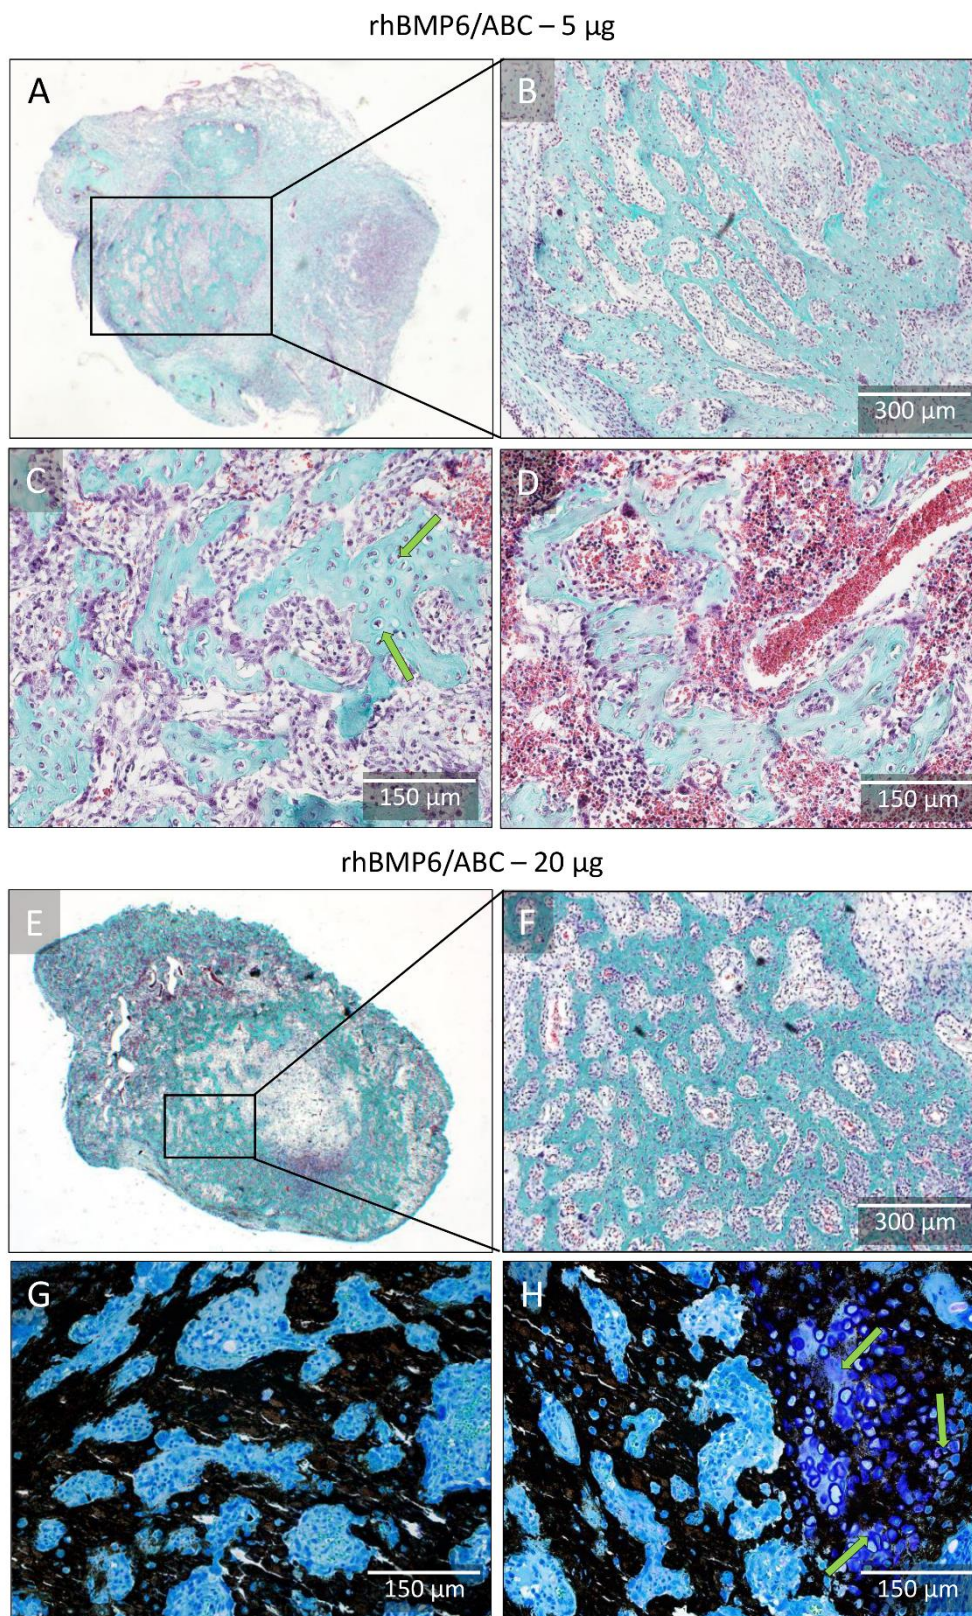 rhBMP6/ABC – 5 µg
A
B
300 µm
C
D
150 µm
150 µm
rhBMP6/ABC – 20 µg
E
F
300 µm
G
H
150 µm
150 µm